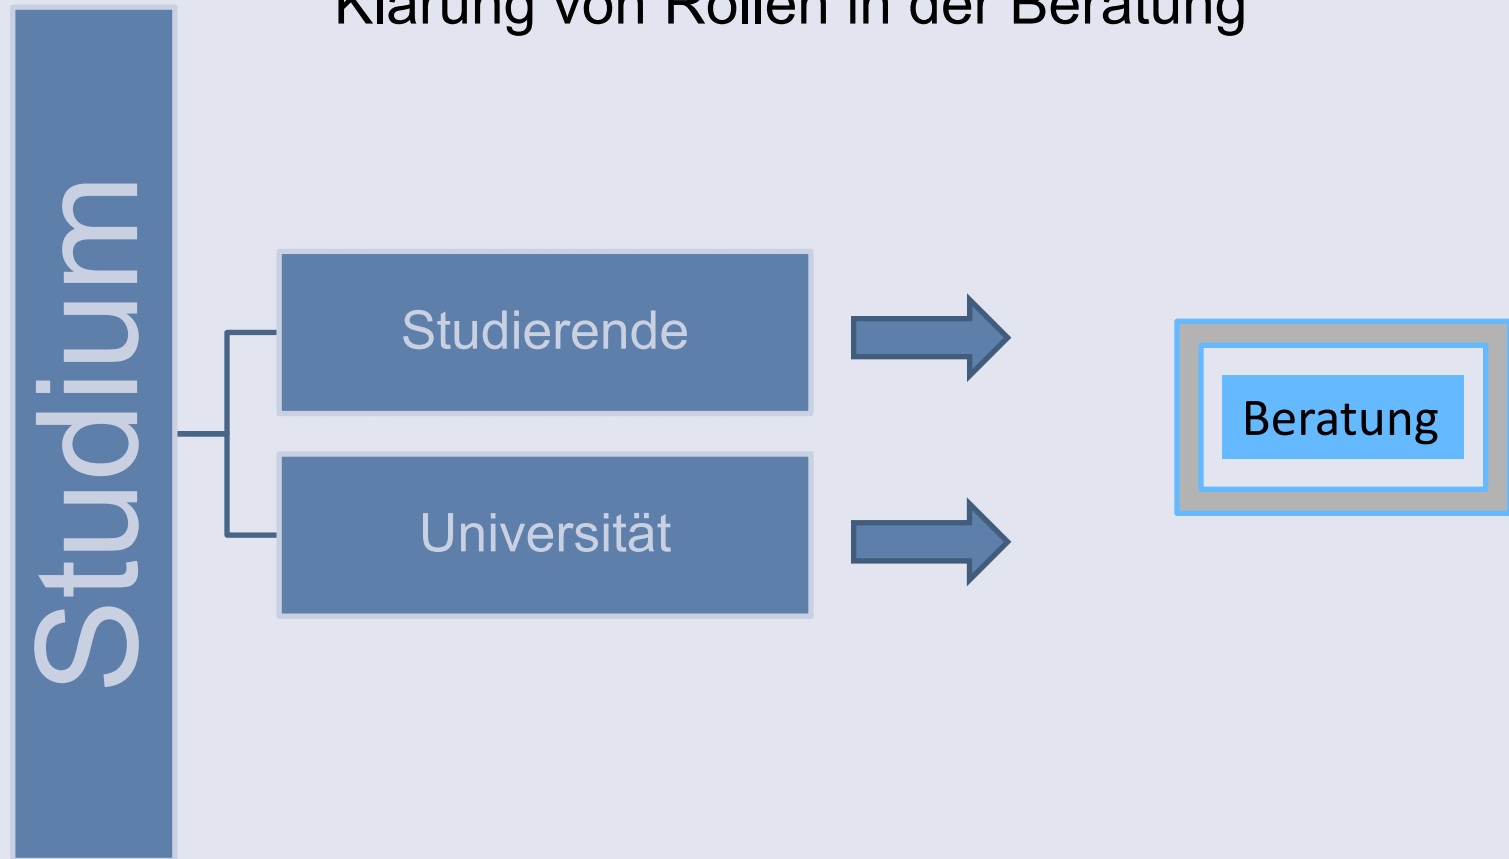 Klärung von Rollen in der Beratung
Studium
Studierende
Universität
Beratung